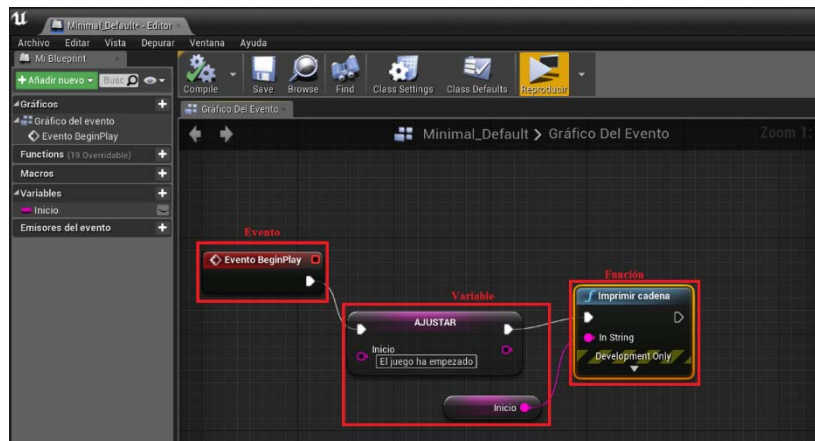 Minimal_Default - Editor
Archivo Editar Vista Depurar Ventana Ayuda
Mi Blueprint
+Añadir nuevo Busc
Compile Save Browse Find Class Settings Class Defaults Reproducir
Gráficos
Gráfico del evento
Evento BeginPlay
Functions (19 Overridable)
Macros
Variables
Inicio
Emisores del evento
Grafico Del Evento
Minimal_Default > Gráfico Del Evento Zoom 1:
Evento
Evento BeginPlay
Variable
AJUSTAR
Inicio
El juego ha empezado
Inicio
Función
f Imprimir cadena
In String
Development Only